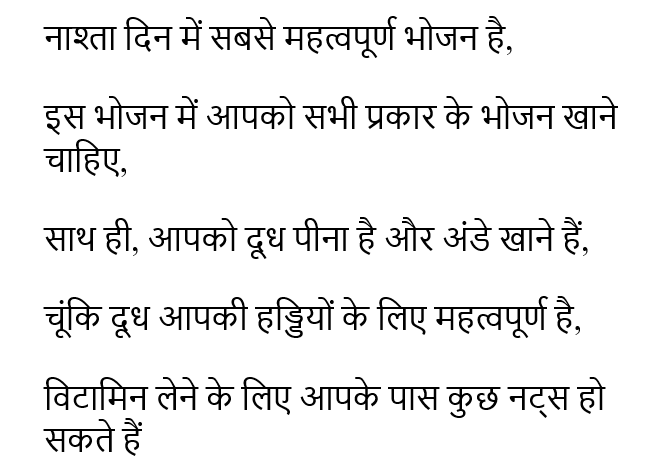 नाश्ता दिन में सबसे महत्वपूर्ण भोजन है,
इस भोजन में आपको सभी प्रकार के भोजन खाने
चाहिए,
साथ ही, आपको दूध पीना है और अंडे खाने हैं,
चूंकि दूध आपकी हड्डियों के लिए महत्वपूर्ण है,
विटामिन लेने के लिए आपके पास कुछ नट्स हो
सकते हैं